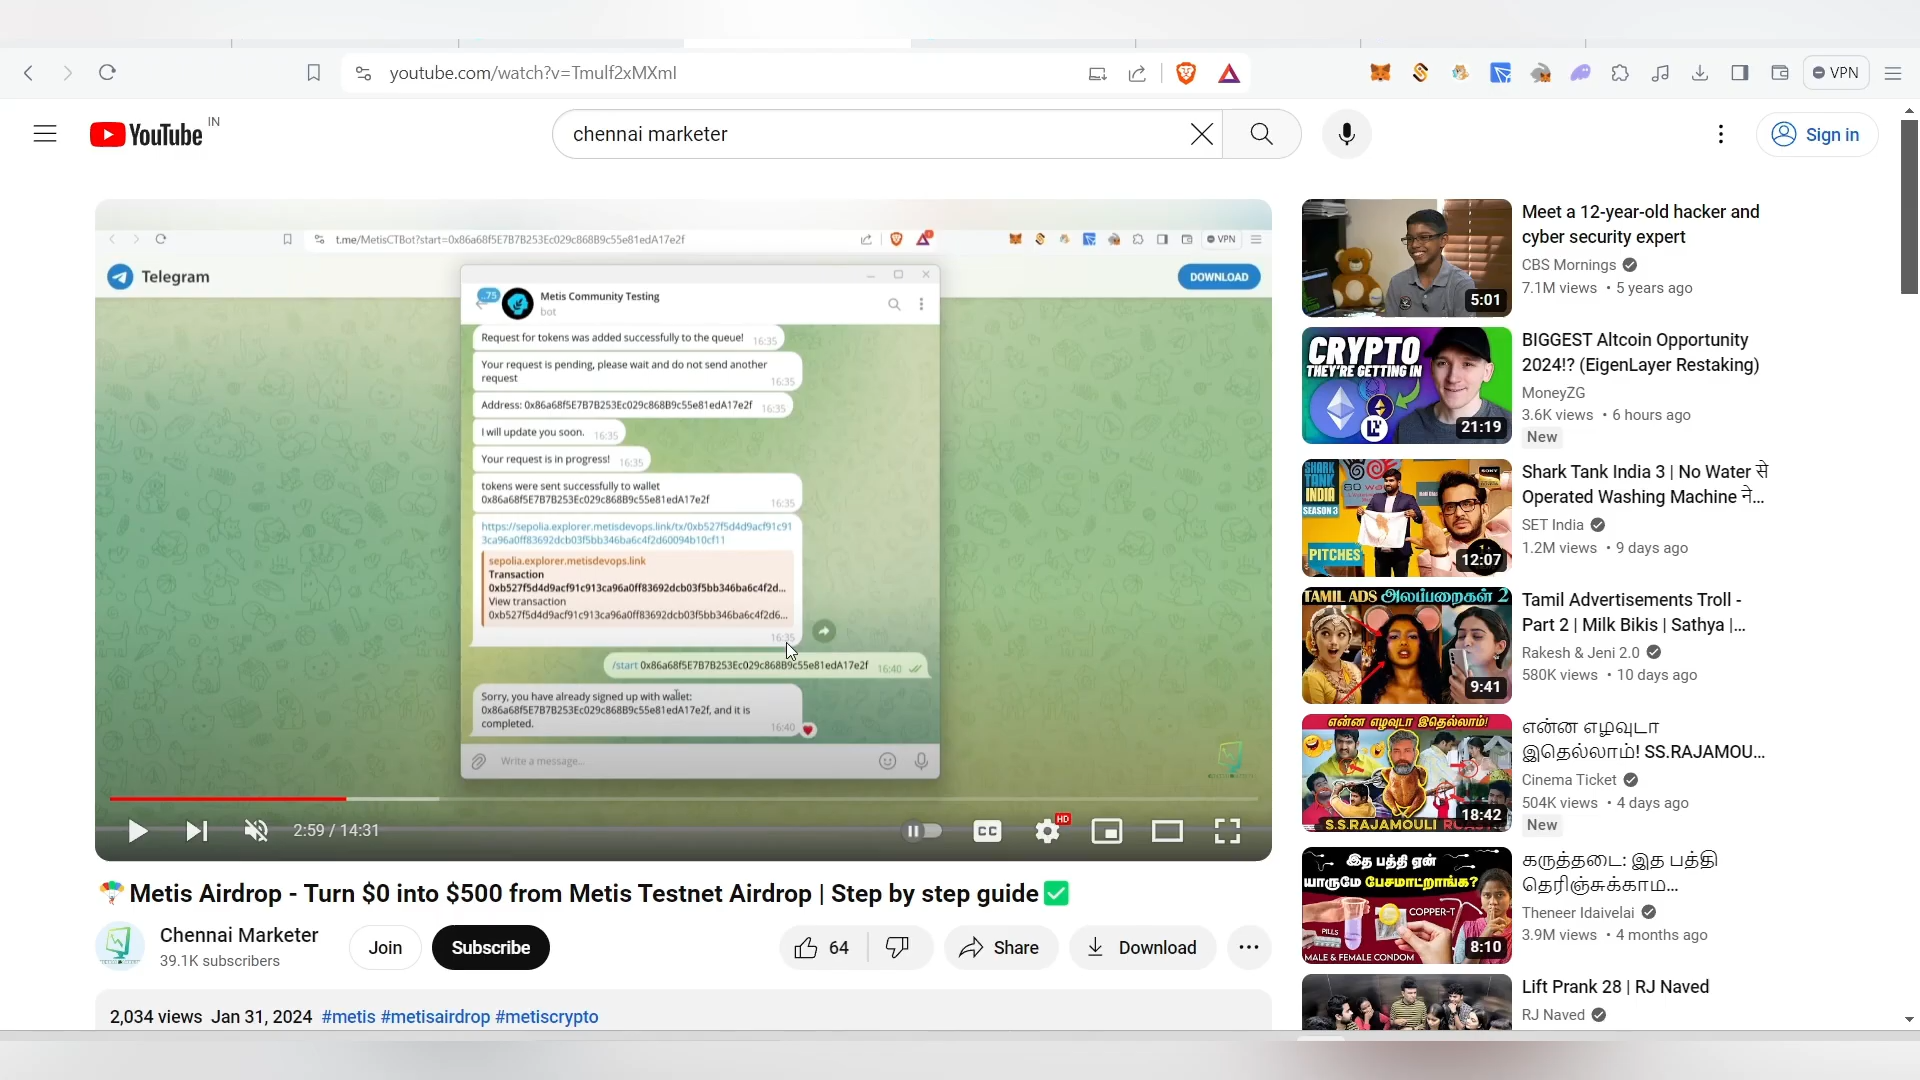 youtube.com/watch?v=Tmulf2xMXmI
VPN
YouTube IN
chennai marketer
Sign in
t.me/MetisCTBot?start=0x86a68f5E7B7B253Ec029c868B9c55e81edA17e2f
VPN
Telegram
DOWNLOAD
75
Metis Community Testing
bot
Request for tokens was added successfully to the queue! 16:35
Your request is pending, please wait and do not send another
request 16:35
Address: 0x86a68f5E7B7B253Ec029c868B9c55e81edA17e2f 16:35
I will update you soon. 16:35
Your request is in progress! 16:35
tokens were sent successfully to wallet
0x86a68f5E7B7B253Ec029c868B9c55e81edA17e2f 16:35
https://sepolia.explorer.metisdevops.link/tx/0xb527f5d4d9acf91c91
3ca96a0ff83692dcb03f5bb346ba6c4f2d60094b10cf11
sepolia.explorer.metisdevops.link
Transaction
0xb527f5d4d9acf91c913ca96a0ff83692dcb03f5bb346ba6c4f2d...
View transaction
0xb527f5d4d9acf91c913ca96a0ff83692dcb03f5bb346ba6c4f2d6...
16:35
/start 0x86a68f5E7B7B253Ec029c868B9c55e81edA17e2f 16:40
Sorry, you have already signed up with wallet:
0x86a68f5E7B7B253Ec029c868B9c55e81edA17e2f, and it is
completed. 16:40
Write a message...
2:59 / 14:31
CC
HD
Metis Airdrop - Turn $0 into $500 from Metis Testnet Airdrop | Step by step guide
Chennai Marketer
39.1K subscribers
Join
Subscribe
64
Share
Download
2,034 views Jan 31, 2024 #metis #metisairdrop #metiscrypto
5:01
Meet a 12-year-old hacker and
cyber security expert
CBS Mornings
7.1M views • 5 years ago
CRYPTO
THEY'RE GETTING IN
21:19
BIGGEST Altcoin Opportunity
2024!? (EigenLayer Restaking)
MoneyZG
3.6K views • 6 hours ago
New
SHARK
TANK
INDIA
SEASON 3
PITCHES
12:07
Shark Tank India 3 | No Water से
Operated Washing Machine ने...
SET India
1.2M views • 9 days ago
TAMIL ADS அலப்பறைகள் 2
9:41
Tamil Advertisements Troll -
Part 2 | Milk Bikis | Sathya |...
Rakesh & Jeni 2.0
580K views • 10 days ago
என்ன எழவுடா இதெல்லாம்!
S.S.RAJAMOULI
18:42
என்ன எழவுடா
இதெல்லாம்! SS.RAJAMOU...
Cinema Ticket
504K views • 4 days ago
New
இத பத்தி ஏன்
யாருமே பேசமாட்றாங்க?
COPPER-T
PILLS
MALE & FEMALE CONDOM
8:10
கருத்தடை: இத பத்தி
தெரிஞ்சுக்காம...
Theneer Idaivelai
3.9M views • 4 months ago
Lift Prank 28 | RJ Naved
RJ Naved